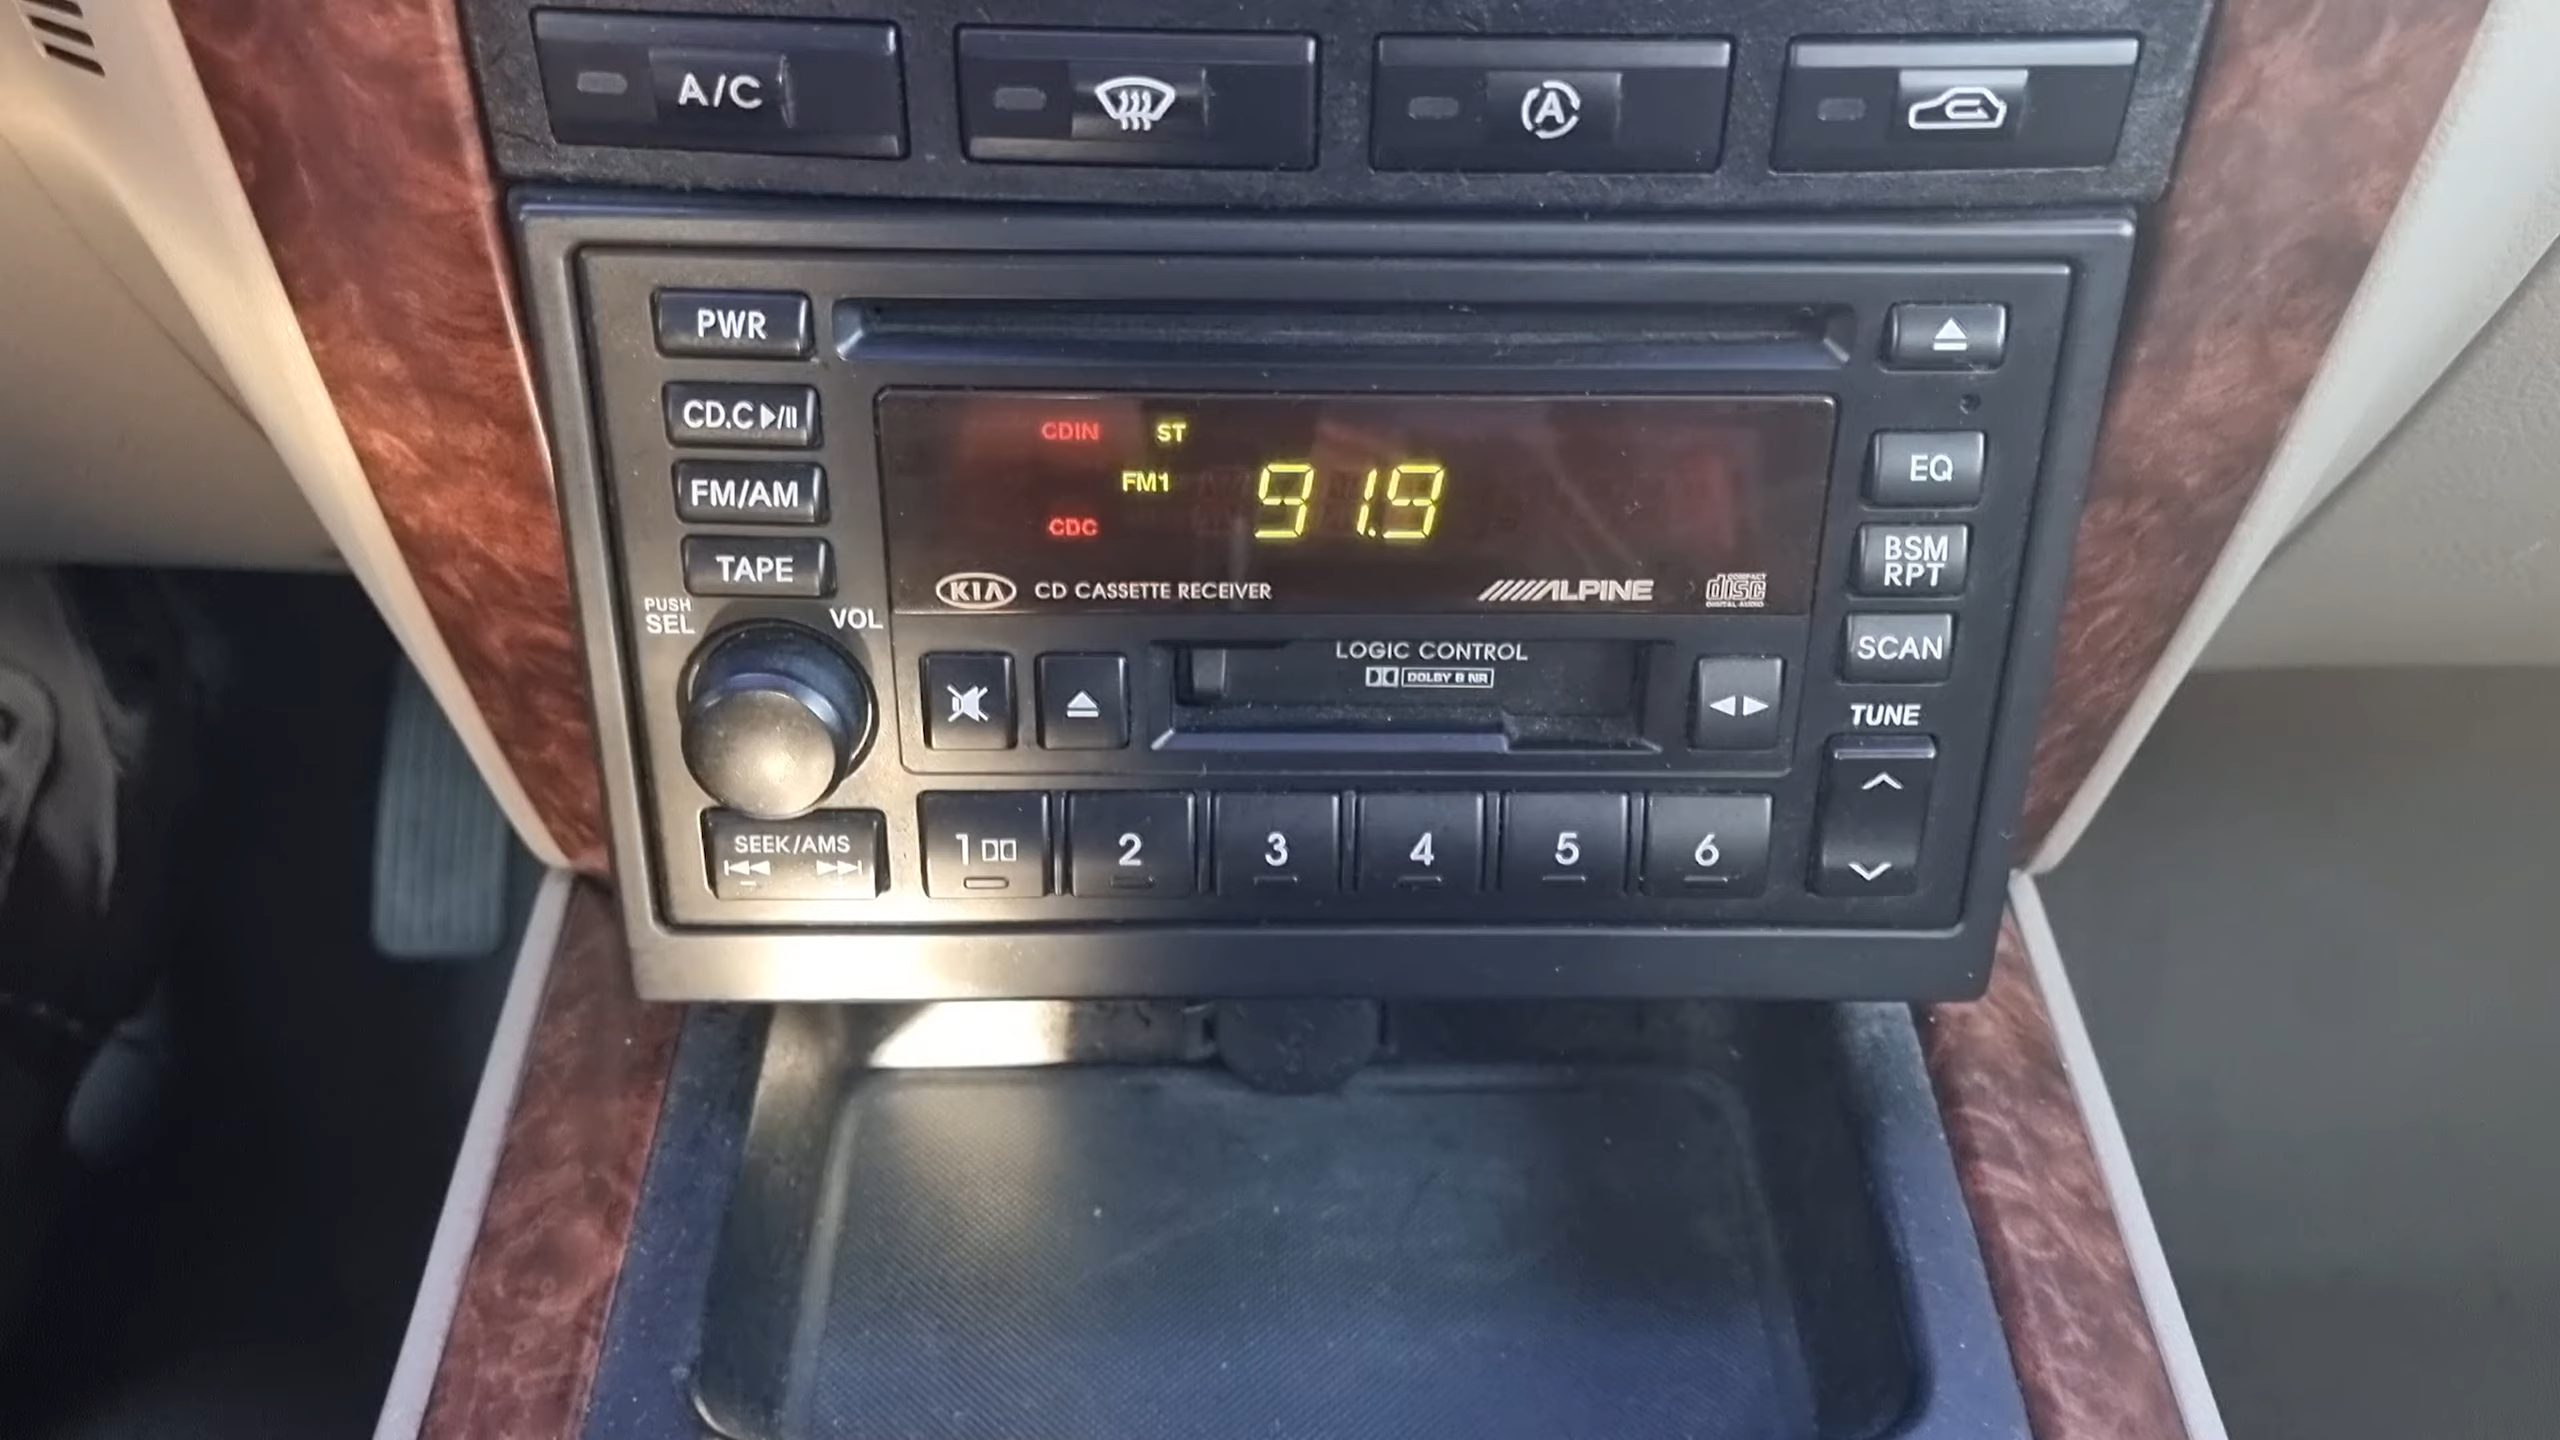 A/C
PWR
CD.C ▶/II
FM/AM
TAPE
CDIN ST
FM1 91.9
CDC
KIA CD CASSETTE RECEIVER
ALPINE
COMPACT
disc
DIGITAL AUDIO
EQ
BSM
RPT
SCAN
TUNE
PUSH
SEL
VOL
LOGIC CONTROL
DOLBY B NR
SEEK/AMS
1 2 3 4 5 6